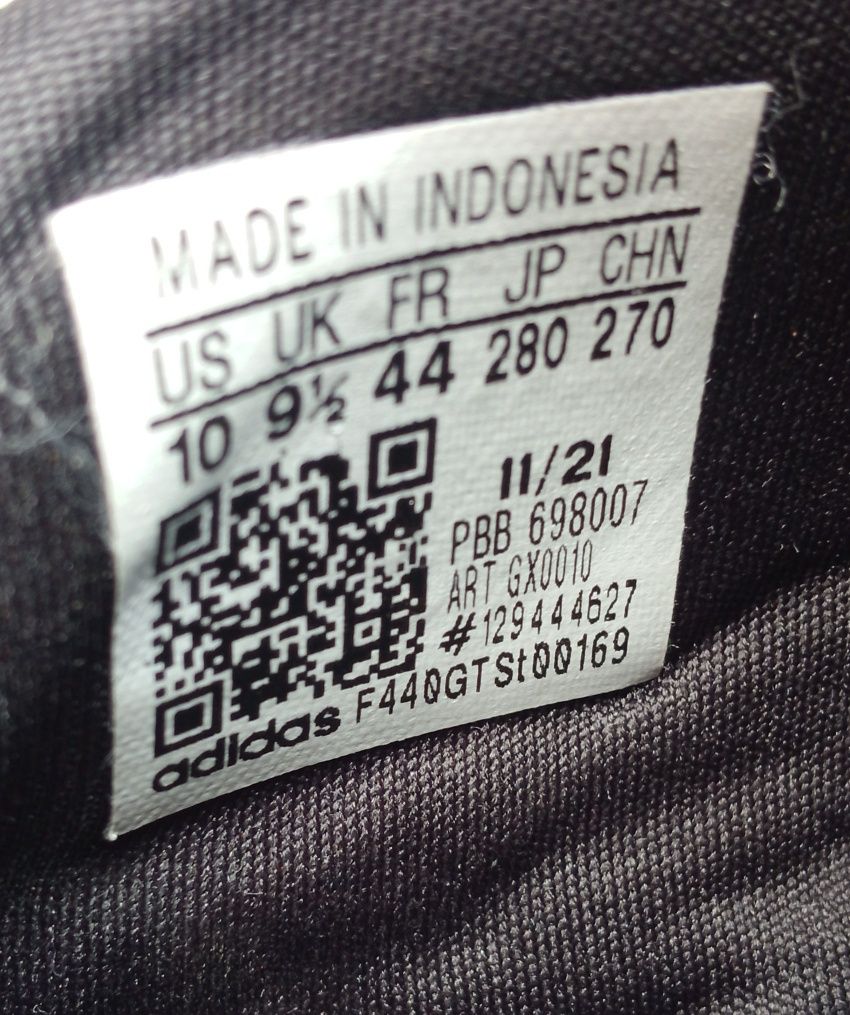 MADE IN INDONESIA
US UK FR JP CHN
10 9½ 44 280 270
11/21
PBB 698007
ART GX0010
#129444627
adidas F440GTSt00169